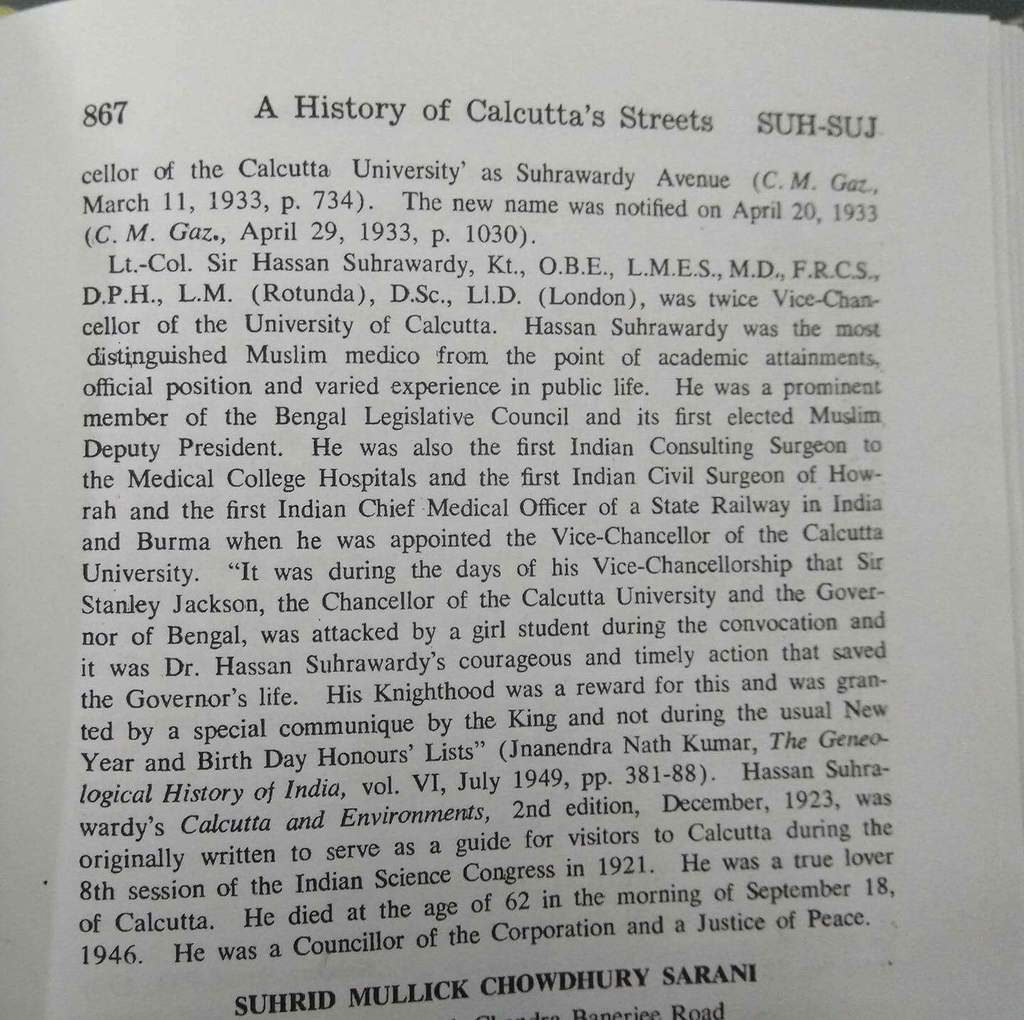 867 A History of Calcutta's Streets SUH-SUJ
cellor of the Calcutta University' as Suhrawardy Avenue (C. M. Gaz.,
March 11, 1933, p. 734). The new name was notified on April 20, 1933
(C. M. Gaz., April 29, 1933, p. 1030).
Lt.-Col. Sir Hassan Suhrawardy, Kt., O.B.E., L.M.E.S., M.D., F.R.C.S.,
D.P.H., L.M. (Rotunda), D.Sc., Ll.D. (London), was twice Vice-Chan-
cellor of the University of Calcutta. Hassan Suhrawardy was the most
distinguished Muslim medico from the point of academic attainments,
official position and varied experience in public life. He was a prominent
member of the Bengal Legislative Council and its first elected Muslim
Deputy President. He was also the first Indian Consulting Surgeon to
the Medical College Hospitals and the first Indian Civil Surgeon of How-
rah and the first Indian Chief Medical Officer of a State Railway in India
and Burma when he was appointed the Vice-Chancellor of the Calcutta
University. “It was during the days of his Vice-Chancellorship that Sir
Stanley Jackson, the Chancellor of the Calcutta University and the Gover-
nor of Bengal, was attacked by a girl student during the convocation and
it was Dr. Hassan Suhrawardy's courageous and timely action that saved
the Governor's life. His Knighthood was a reward for this and was gran-
ted by a special communique by the King and not during the usual New
Year and Birth Day Honours' Lists” (Jnanendra Nath Kumar, The Geneo-
logical History of India, vol. VI, July 1949, pp. 381-88). Hassan Suhra-
wardy's Calcutta and Environments, 2nd edition, December, 1923, was
originally written to serve as a guide for visitors to Calcutta during the
8th session of the Indian Science Congress in 1921. He was a true lover
of Calcutta. He died at the age of 62 in the morning of September 18,
1946. He was a Councillor of the Corporation and a Justice of Peace.
SUHRID MULLICK CHOWDHURY SARANI
Chandra Banerjee Road